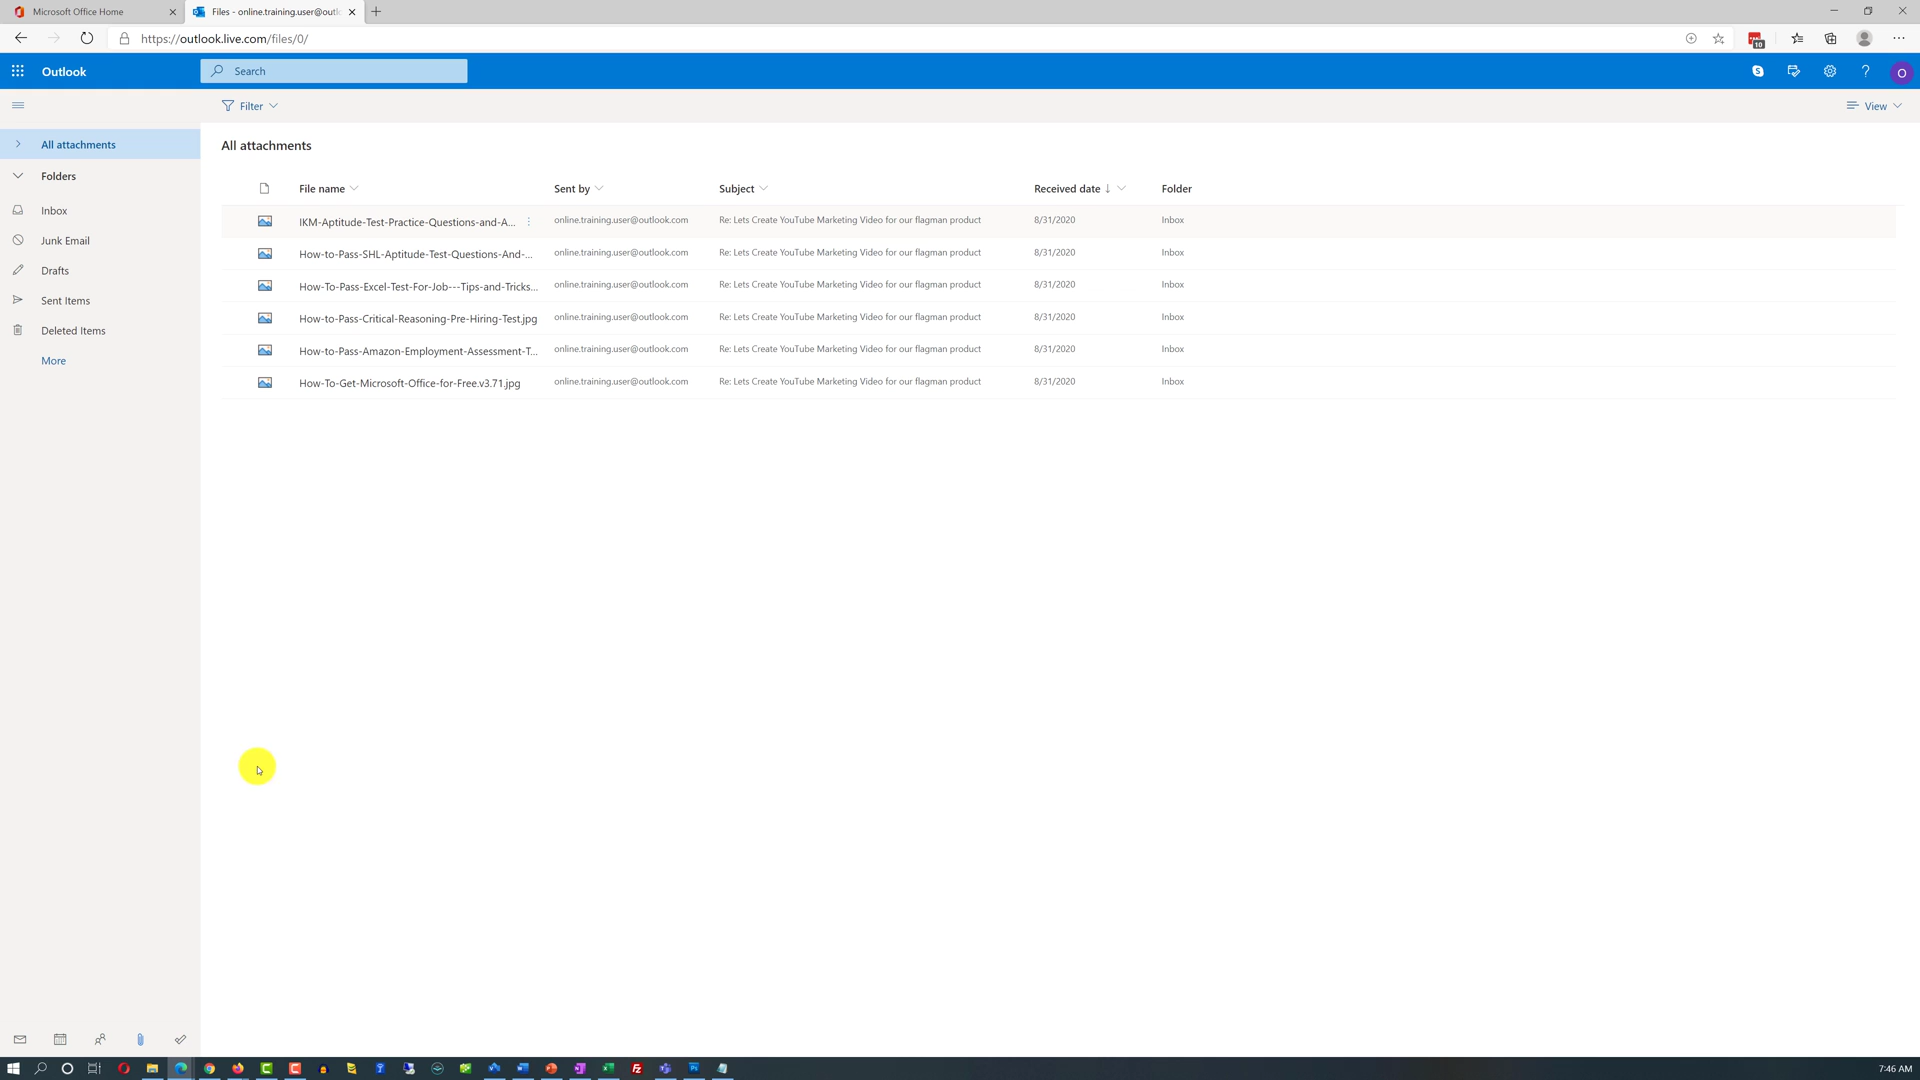 Microsoft Office Home
Files - online.training.user@outl
https://outlook.live.com/files/0/
10
Outlook
Search
O
Filter
View
All attachments
Folders
Inbox
Junk Email
Drafts
Sent Items
Deleted Items
More
All attachments
File name Sent by Subject Received date ↓ Folder
IKM-Aptitude-Test-Practice-Questions-and-A... online.training.user@outlook.com Re: Lets Create YouTube Marketing Video for our flagman product 8/31/2020 Inbox
How-to-Pass-SHL-Aptitude-Test-Questions-And-... online.training.user@outlook.com Re: Lets Create YouTube Marketing Video for our flagman product 8/31/2020 Inbox
How-To-Pass-Excel-Test-For-Job---Tips-and-Tricks... online.training.user@outlook.com Re: Lets Create YouTube Marketing Video for our flagman product 8/31/2020 Inbox
How-to-Pass-Critical-Reasoning-Pre-Hiring-Test.jpg online.training.user@outlook.com Re: Lets Create YouTube Marketing Video for our flagman product 8/31/2020 Inbox
How-to-Pass-Amazon-Employment-Assessment-T... online.training.user@outlook.com Re: Lets Create YouTube Marketing Video for our flagman product 8/31/2020 Inbox
How-To-Get-Microsoft-Office-for-Free.v3.71.jpg online.training.user@outlook.com Re: Lets Create YouTube Marketing Video for our flagman product 8/31/2020 Inbox
7:46 AM